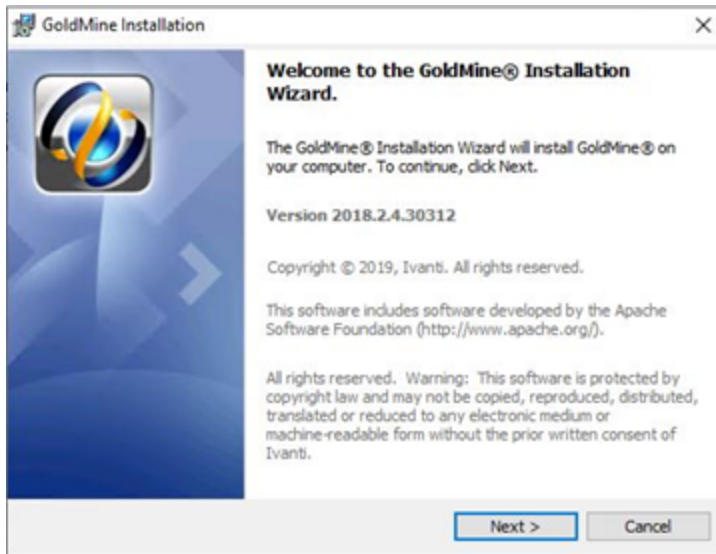 GoldMine Installation
Welcome to the GoldMine® Installation
Wizard.
The GoldMine® Installation Wizard will install GoldMine® on
your computer. To continue, click Next.
Version 2018.2.4.30312
Copyright © 2019, Ivanti. All rights reserved.
This software includes software developed by the Apache
Software Foundation (http://www.apache.org/).
All rights reserved. Warning: This software is protected by
copyright law and may not be copied, reproduced, distributed,
translated or reduced to any electronic medium or
machine-readable form without the prior written consent of
Ivanti.
Next >
Cancel